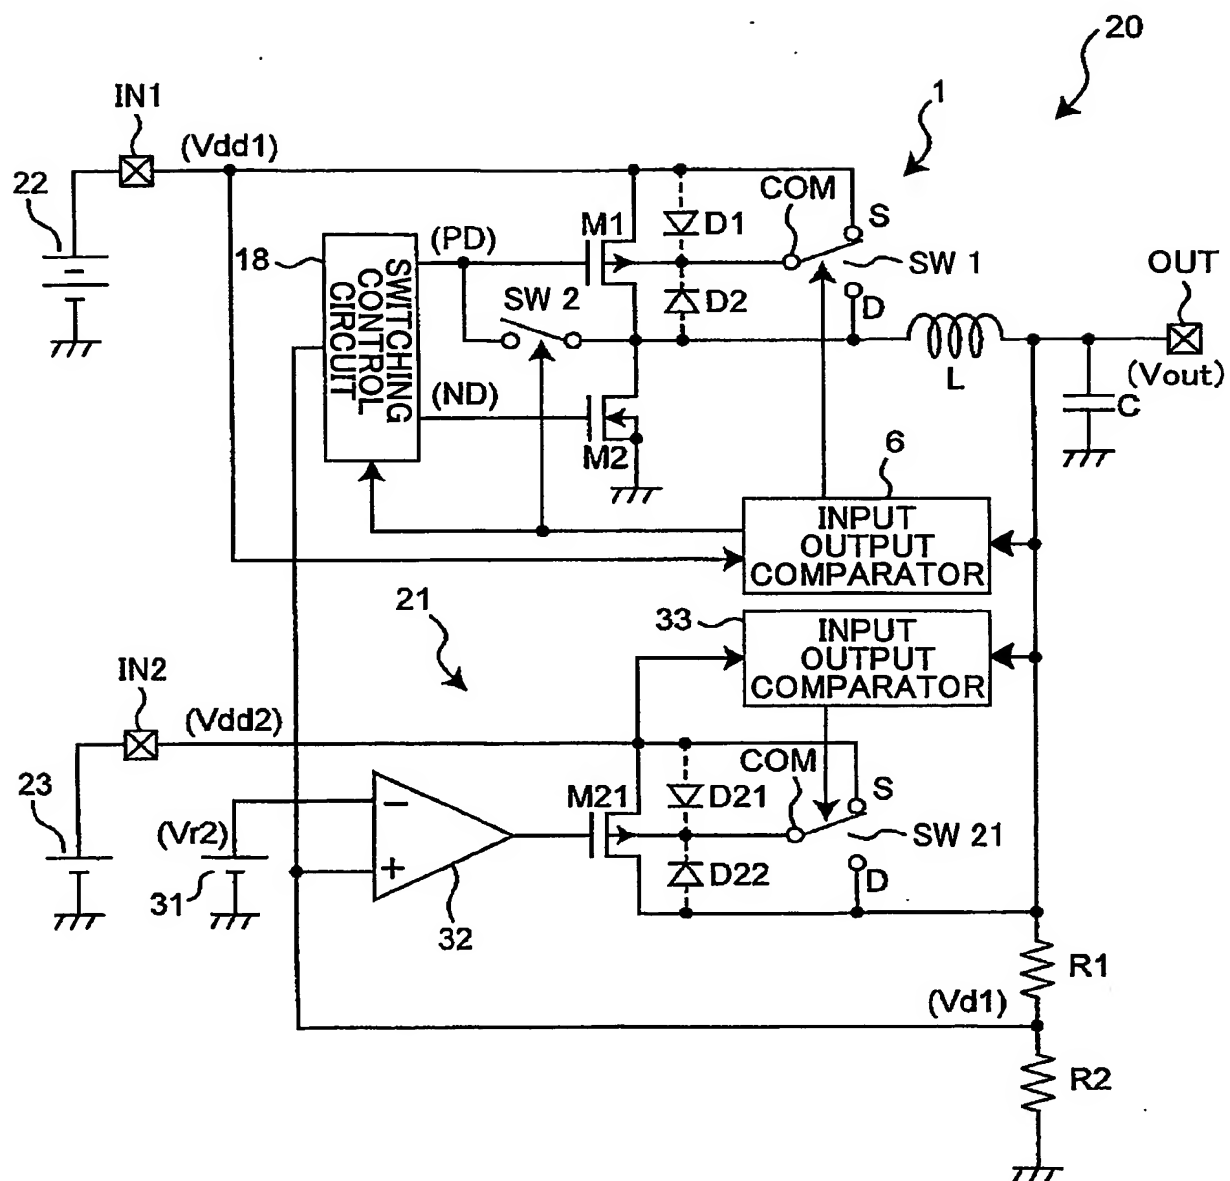 20
IN1
(Vdd1)
1
22
COM
S
M1
D1
18
(PD)
SWITCHING
CONTROL
CIRCUIT
SW 1
OUT
SW 2
D2
D
L
(Vout)
C
(ND)
M2
6
INPUT
OUTPUT
COMPARATOR
21
33
INPUT
OUTPUT
COMPARATOR
IN2
(Vdd2)
COM
S
23
M21
D21
(Vr2)
−
SW 21
+
D22
D
31
32
R1
(Vd1)
R2